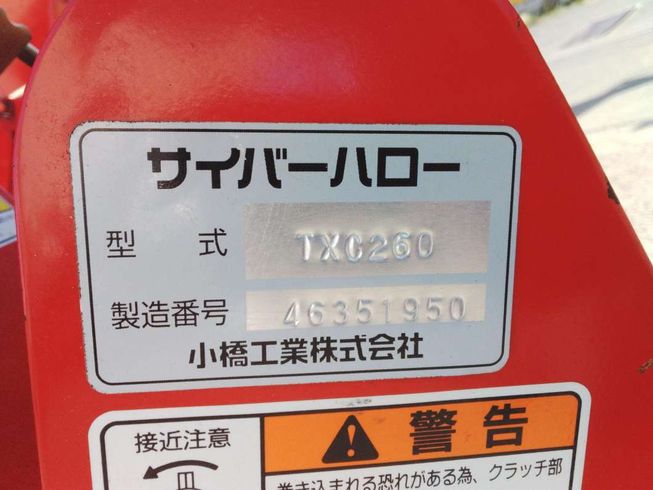 サイバーハロー
型 式 TXC260
製造番号 46351950
小橋工業株式会社
接近注意
警告
巻き込まれる恐れがある為、クラッチ部